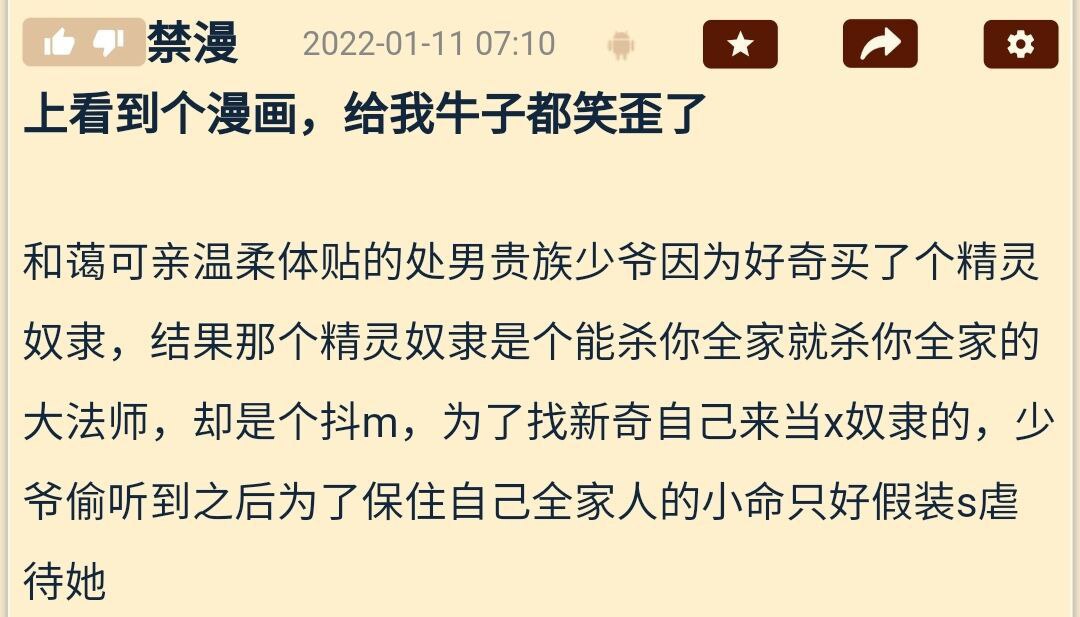 禁漫 2022-01-11 07:10
上看到个漫画，给我牛子都笑歪了
和蔼可亲温柔体贴的处男贵族少爷因为好奇买了个精灵
奴隶，结果那个精灵奴隶是个能杀你全家就杀你全家的
大法师，却是个抖m，为了找新奇自己来当x奴隶的，少
爷偷听到之后为了保住自己全家人的小命只好假装s虐
待她